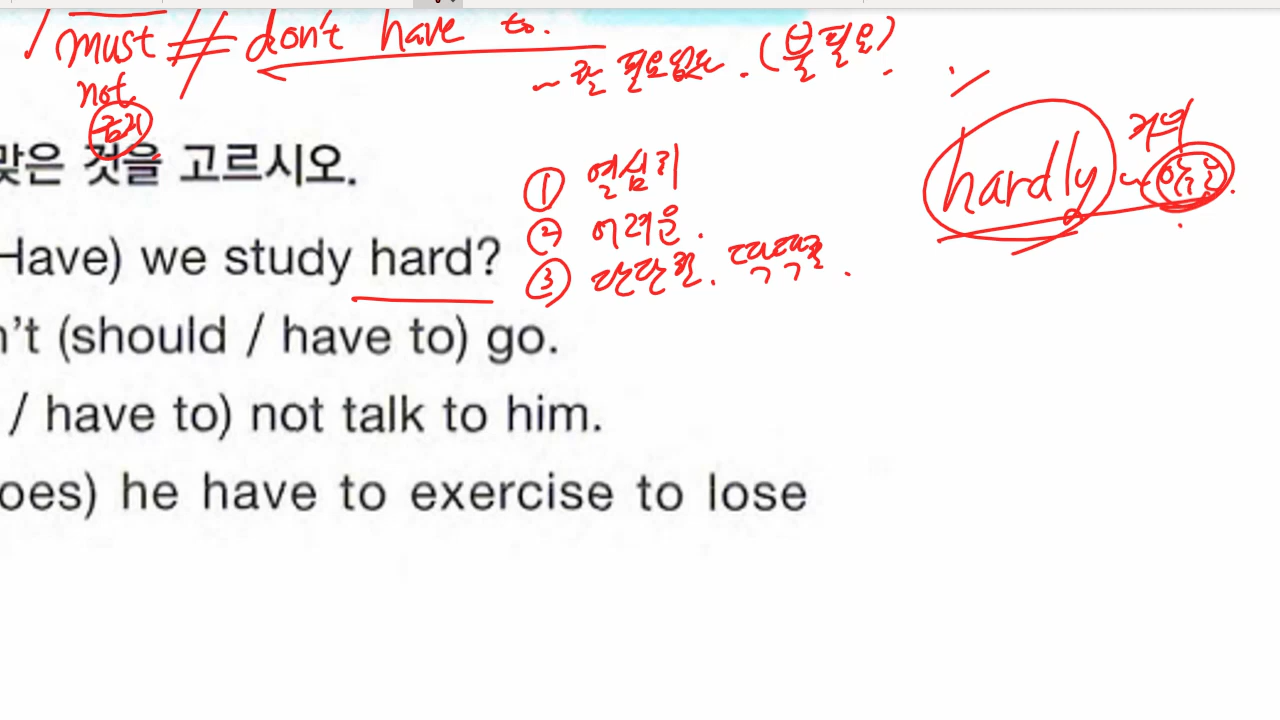 must ≠ don't have to.
not
금지
~할 필요없다. (불필요)
맞은 것을 고르시오.
① 열심히
② 어려운.
③ 단단한. 딱딱한.
hardly 거의 ~ 않는.
Have) we study hard?
n't (should / have to) go.
/ have to) not talk to him.
oes) he have to exercise to lose